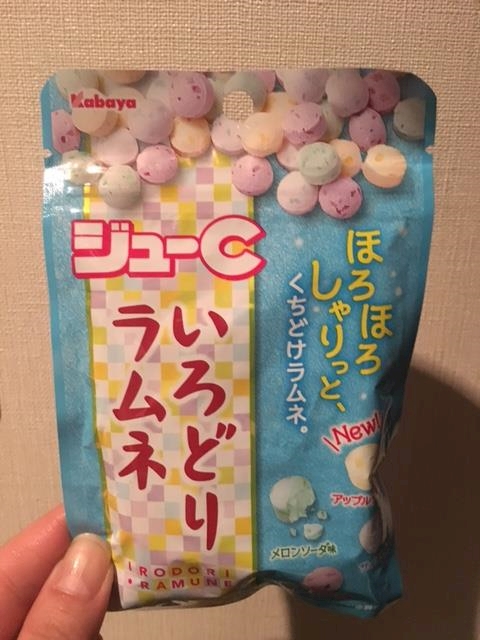 Kabaya
ジューC
いろどり
ラムネ
IRODORI
RAMUNE
ほろほろ
しゃりっと、
くちどけラムネ。
New!
アップル
メロンソーダ味